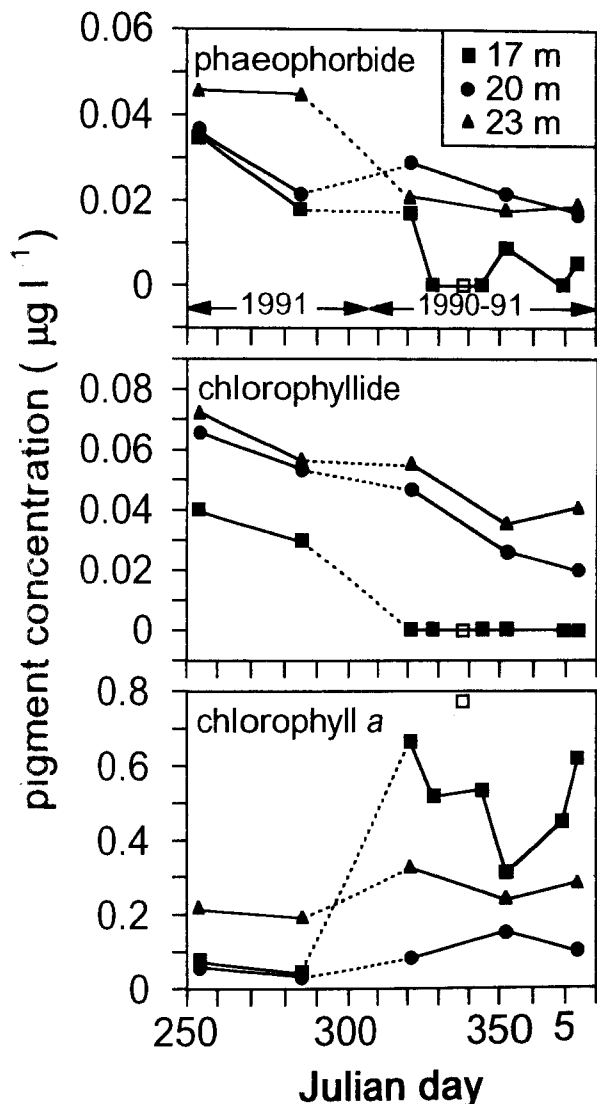 pigment concentration ( µg l⁻¹)
0.06
0.04
0.02
0
phaeophorbide
■ 17 m
● 20 m
▲ 23 m
1991
1990-91
0.08
0.06
0.04
0.02
0
chlorophyllide
0.8
0.6
0.4
0.2
0
chlorophyll a
250
300
350
5
Julian day